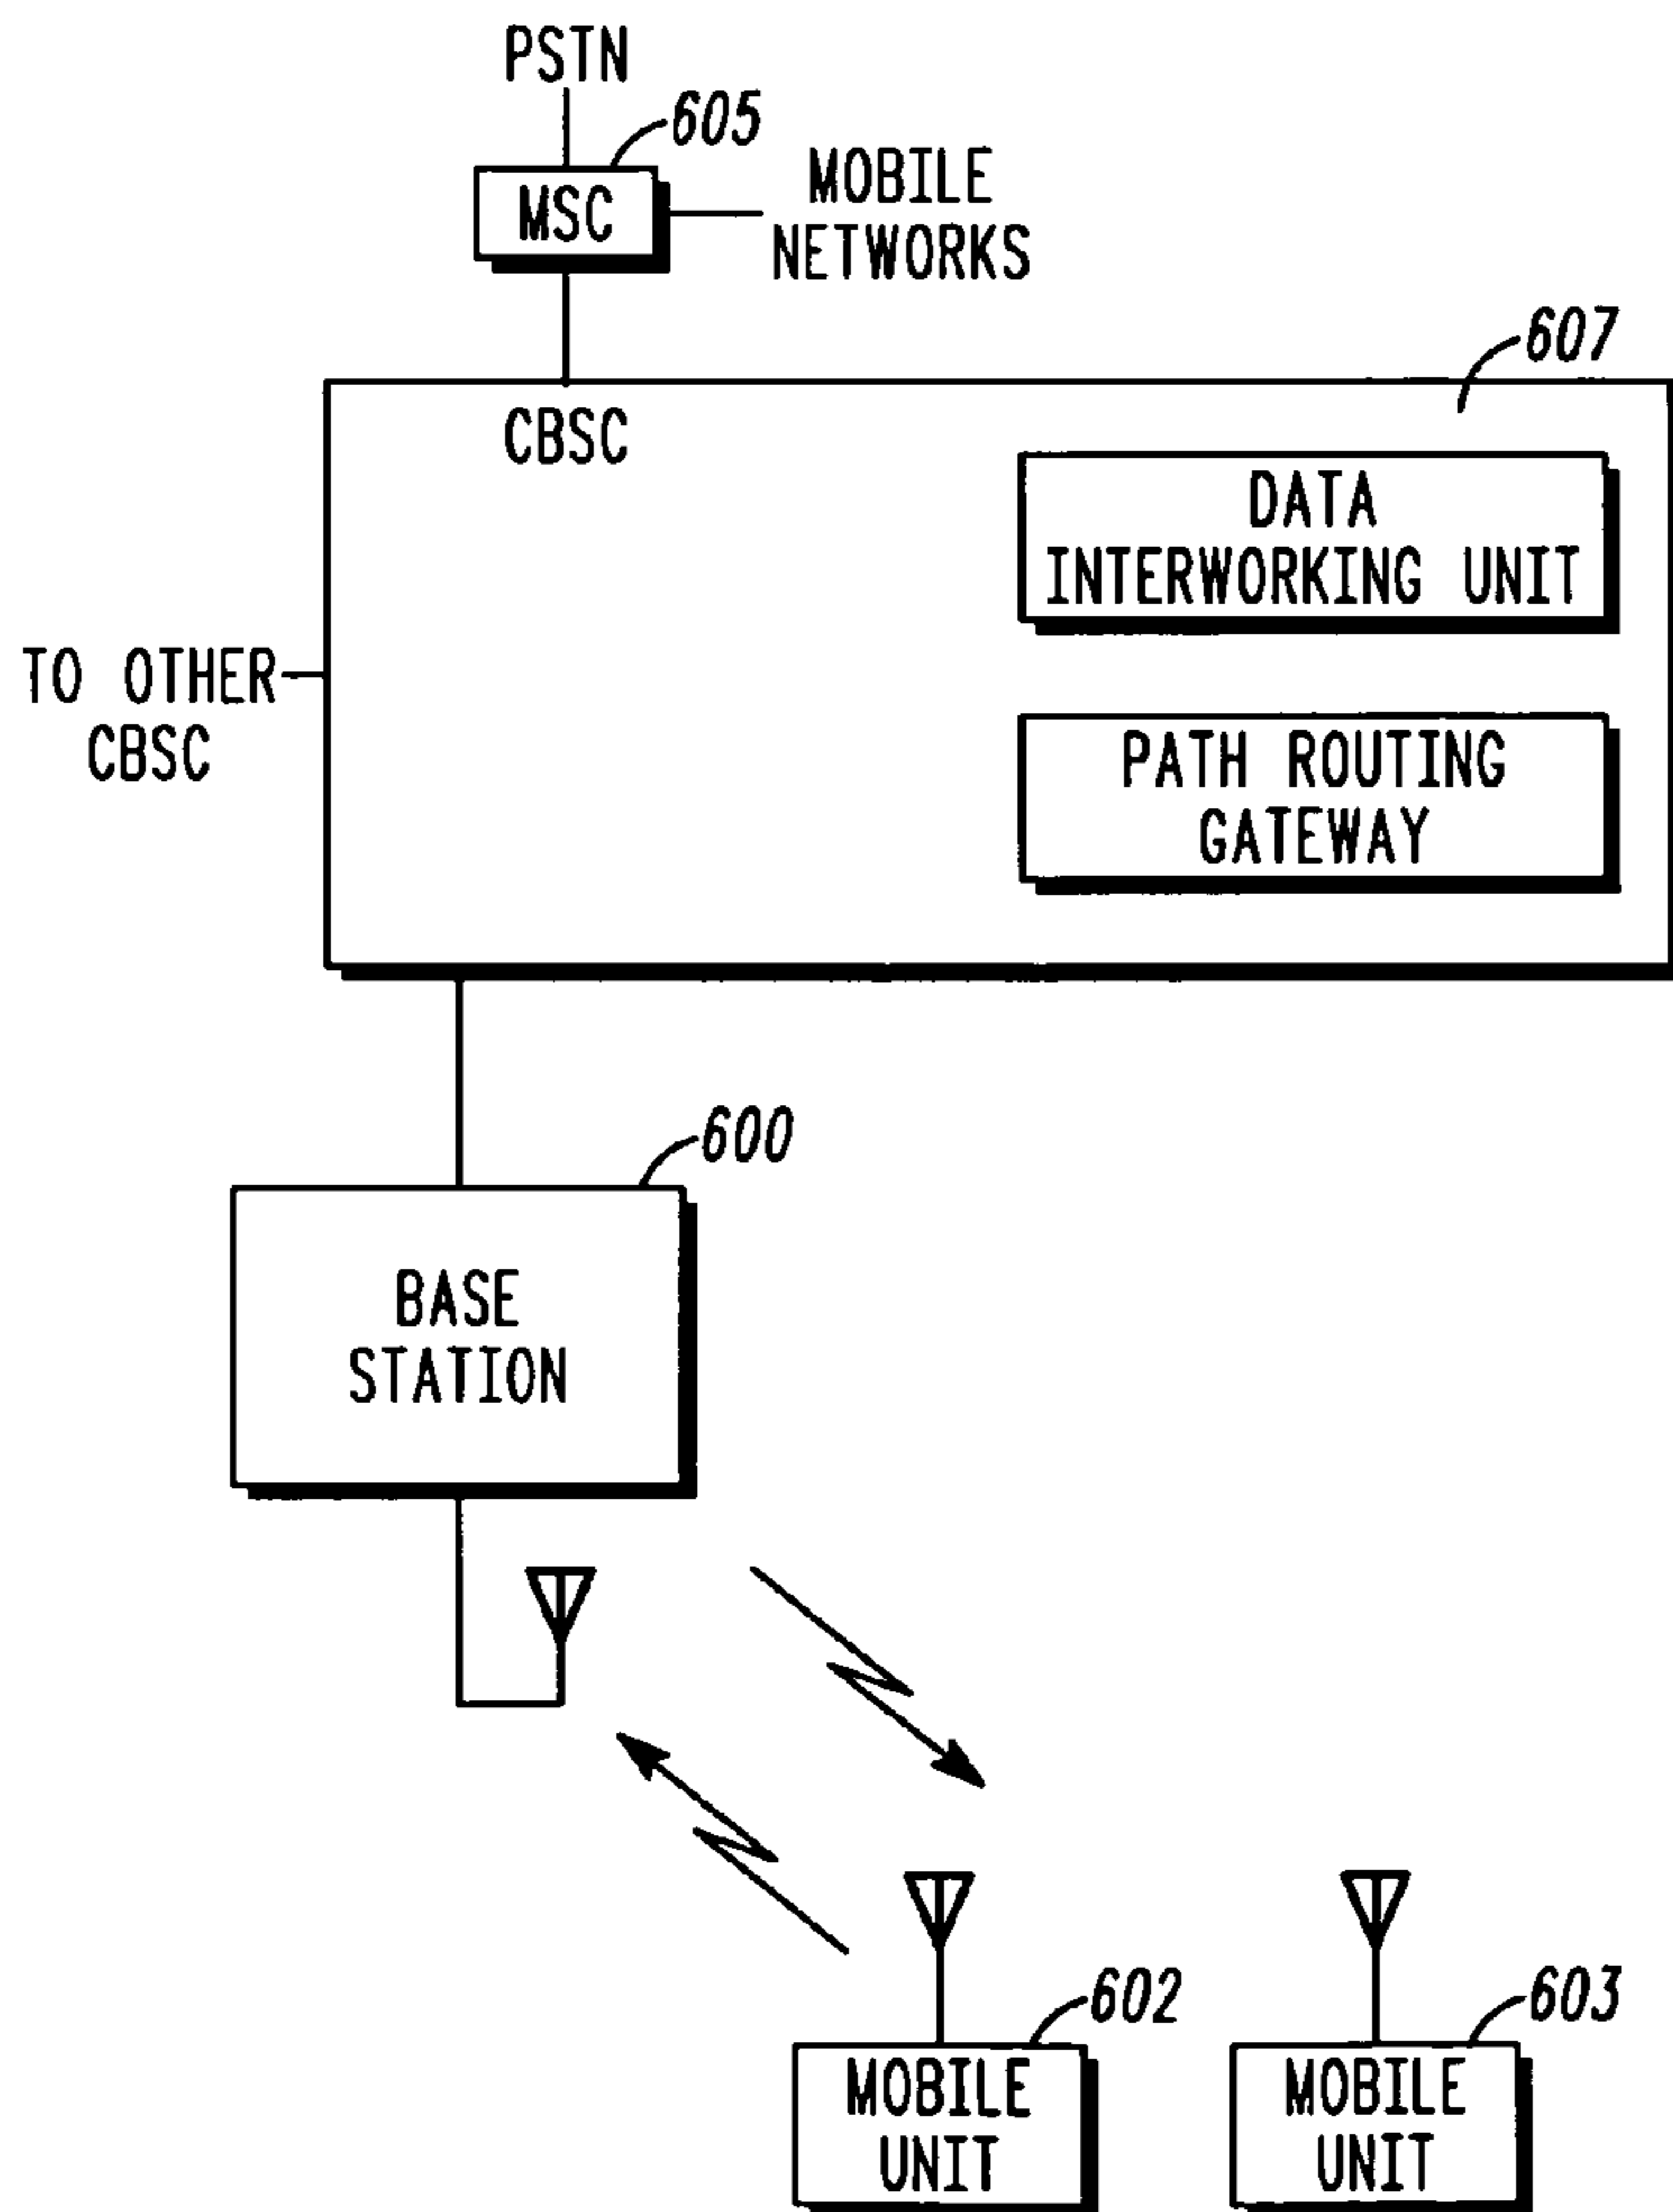 PSTN
605
MSC
MOBILE
NETWORKS
607
CBSC
DATA
INTERWORKING UNIT
TO OTHER
CBSC
PATH ROUTING
GATEWAY
600
BASE
STATION
602
603
MOBILE
UNIT
MOBILE
UNIT